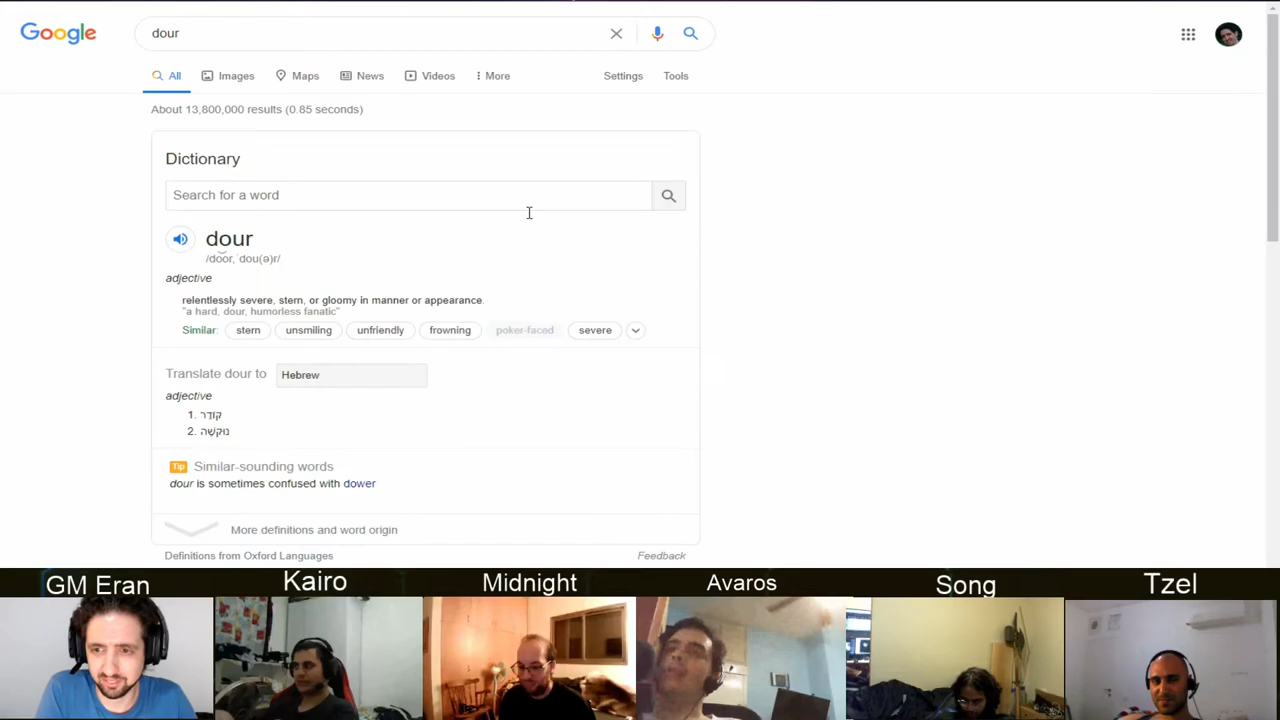 Google
dour
All
Images
Maps
News
Videos
More
Settings
Tools
About 13,800,000 results (0.85 seconds)
Dictionary
Search for a word
dour
/do͝or, ˈdou(ə)r/
adjective
relentlessly severe, stern, or gloomy in manner or appearance.
"a hard, dour, humorless fanatic"
Similar: stern unsmiling unfriendly frowning poker-faced severe
Translate dour to Hebrew
adjective
1. קוֹדֵר
2. נוּקשֶׁה
Tip Similar-sounding words
dour is sometimes confused with dower
More definitions and word origin
Definitions from Oxford Languages
Feedback
GM Eran
Kairo
Midnight
Avaros
Song
Tzel